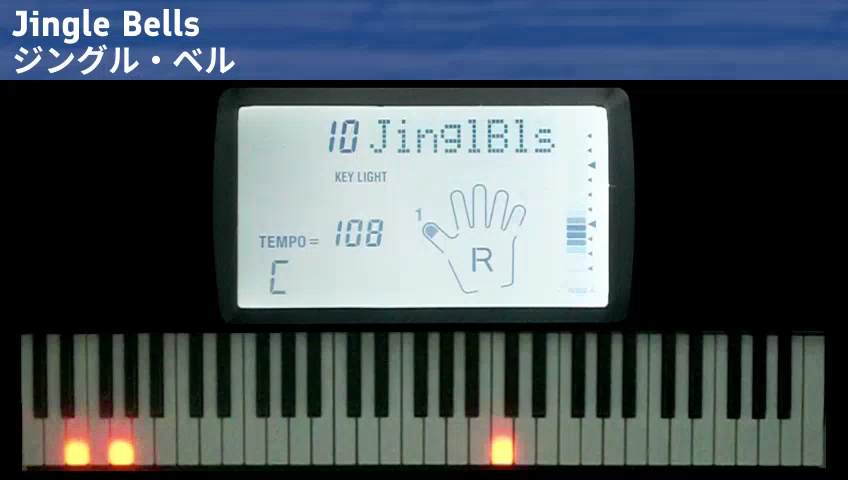 Jingle Bells
ジングル・ベル
10 JinglBls
KEY LIGHT
1
TEMPO = 108
R
C